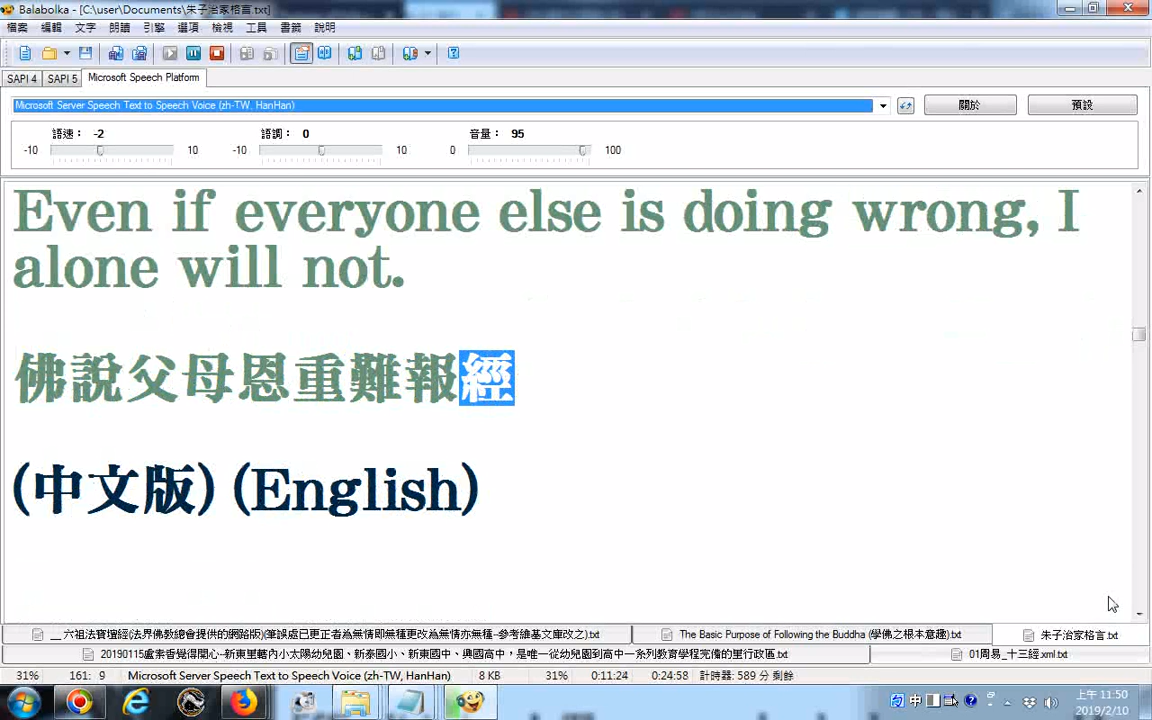 Balabolka - [C:\user\Documents\朱子治家格言.txt]
檔案 編輯 文字 朗讀 引擎 選項 檢視 工具 書籤 說明
SAPI 4 SAPI 5 Microsoft Speech Platform
Microsoft Server Speech Text to Speech Voice (zh-TW, HanHan) 關於 預設
語速： -2 語調： 0 音量： 95
-10 10 -10 10 0 100
Even if everyone else is doing wrong, I
alone will not.
佛說父母恩重難報經
(中文版) (English)
__ 六祖法寶壇經(法界佛教總會提供的網路版)(筆誤處已更正者為無情即無種更改為無情亦無種--參考維基文庫改之).txt The Basic Purpose of Following the Buddha (學佛之根本意趣).txt 朱子治家格言.txt
20190115盧素香覺得開心--新東里轄內小太陽幼兒園、新泰國小、新東國中、興國高中，是唯一從幼兒園到高中一系列教育學程完備的里行政區.txt 01周易_十三經.xml.txt
31% 161: 9 Microsoft Server Speech Text to Speech Voice (zh-TW, HanHan) 8 KB 31% 0:11:24 0:24:58 計時器: 589 分 剩餘
中 上午 11:50
2019/2/10